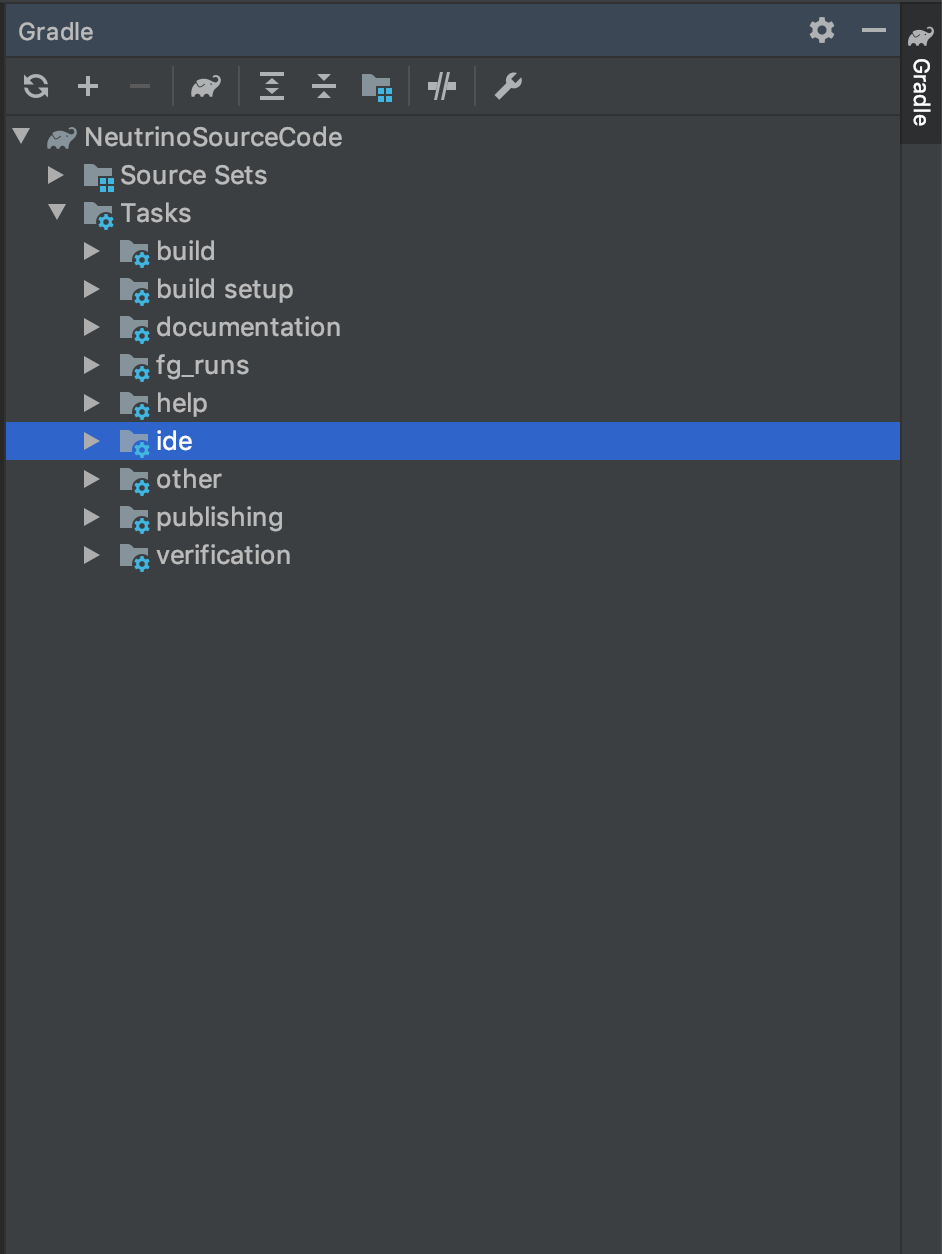 Gradle
Gradle
NeutrinoSourceCode
Source Sets
Tasks
build
build setup
documentation
fg_runs
help
ide
other
publishing
verification